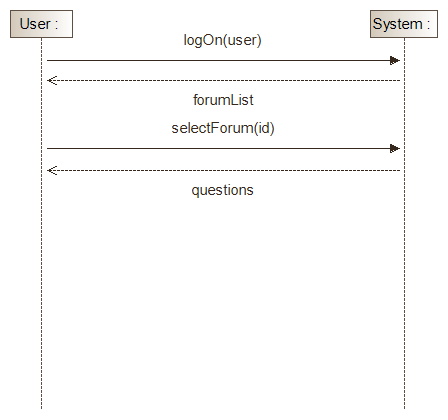 User :
System :
logOn(user)
forumList
selectForum(id)
questions